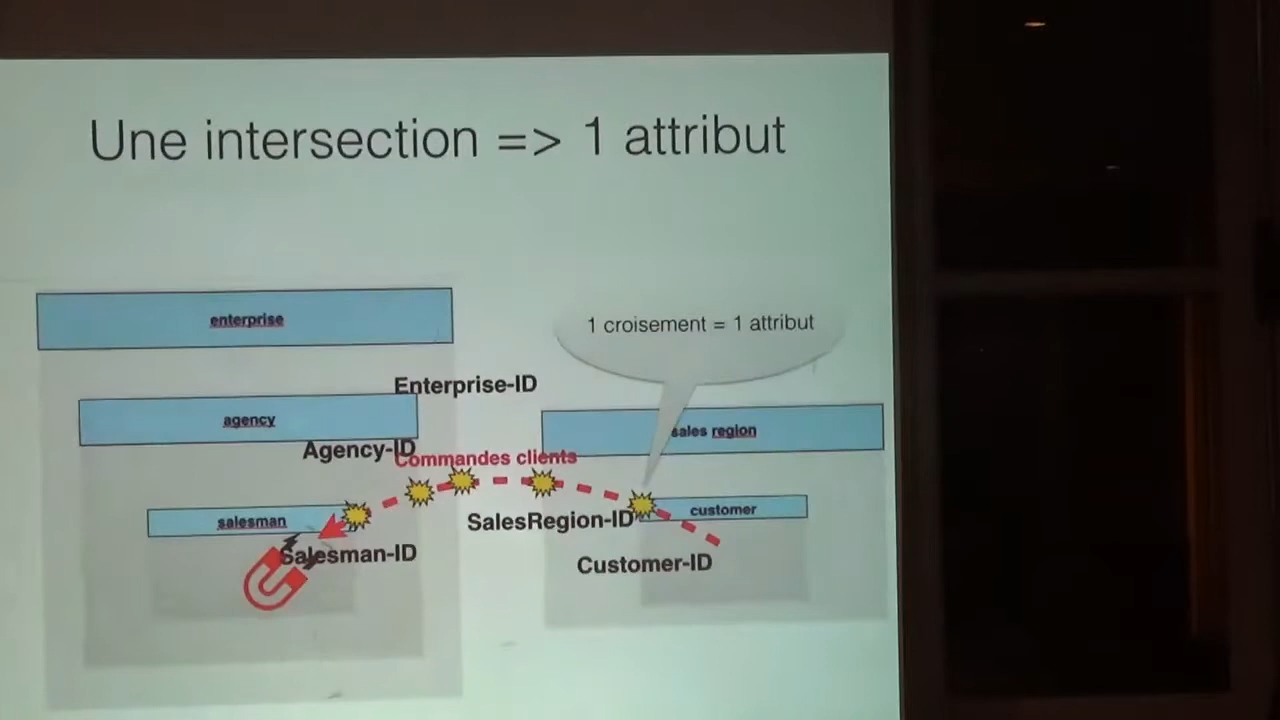 Une intersection => 1 attribut
enterprise
1 croisement = 1 attribut
Enterprise-ID
agency
sales region
Agency-ID
Commandes clients
salesman
customer
SalesRegion-ID
Salesman-ID
Customer-ID